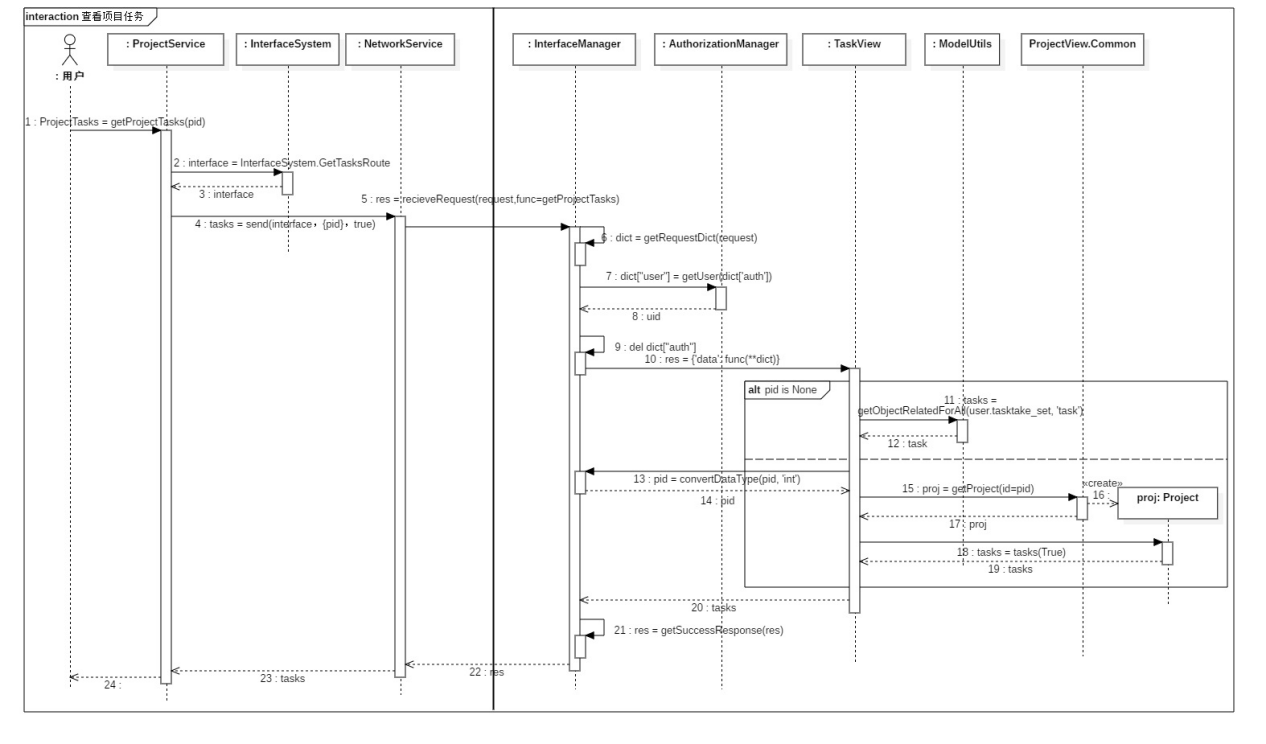 interaction 查看项目任务
: 用户
: ProjectService
: InterfaceSystem
: NetworkService
: InterfaceManager
: AuthorizationManager
: TaskView
: ModelUtils
ProjectView.Common
1 : ProjectTasks = getProjectTasks(pid)
2 : interface = InterfaceSystem.GetTasksRoute
3 : interface
4 : tasks = send(interface，{pid}，true)
5 : res = recieveRequest(request,func=getProjectTasks)
6 : dict = getRequestDict(request)
7 : dict["user"] = getUser(dict['auth'])
8 : uid
9 : del dict["auth"]
10 : res = {'data': func(**dict)}
alt pid is None
11 : tasks =
getObjectRelatedForAll(user.tasktake_set, 'task')
12 : task
13 : pid = convertDataType(pid, 'int')
14 : pid
15 : proj = getProject(id=pid)
«create»
16 :
proj: Project
17 : proj
18 : tasks = tasks(True)
19 : tasks
20 : tasks
21 : res = getSuccessResponse(res)
22 : res
23 : tasks
24 :